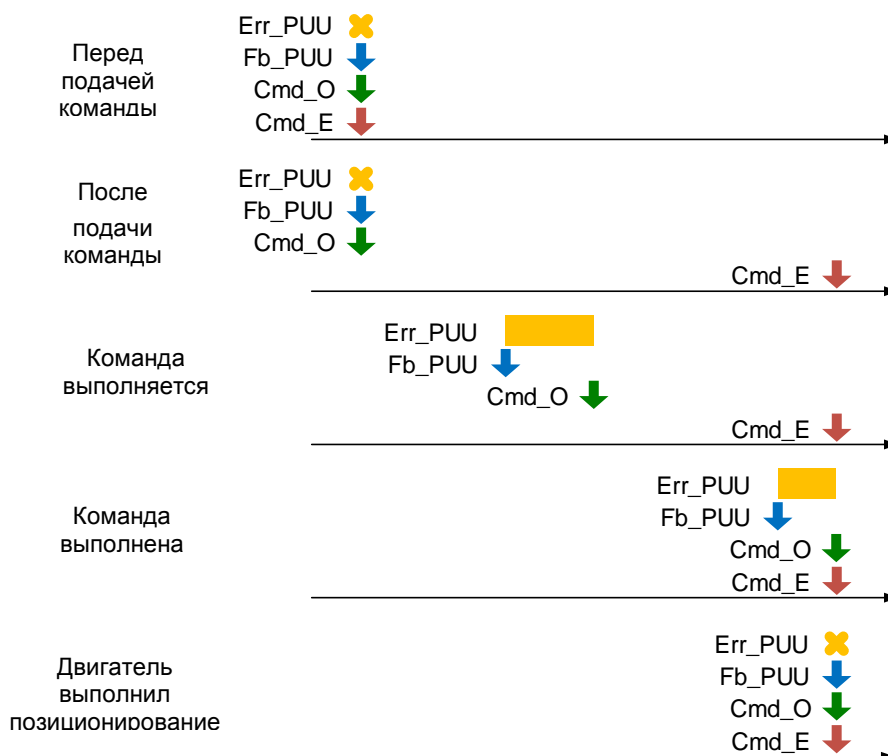 Перед
подачей
команды
Err_PUU
Fb_PUU
Cmd_O
Cmd_E
После
подачи
команды
Err_PUU
Fb_PUU
Cmd_O
Cmd_E
Команда
выполняется
Err_PUU
Fb_PUU
Cmd_O
Cmd_E
Команда
выполнена
Err_PUU
Fb_PUU
Cmd_O
Cmd_E
Двигатель
выполнил
позиционирование
Err_PUU
Fb_PUU
Cmd_O
Cmd_E